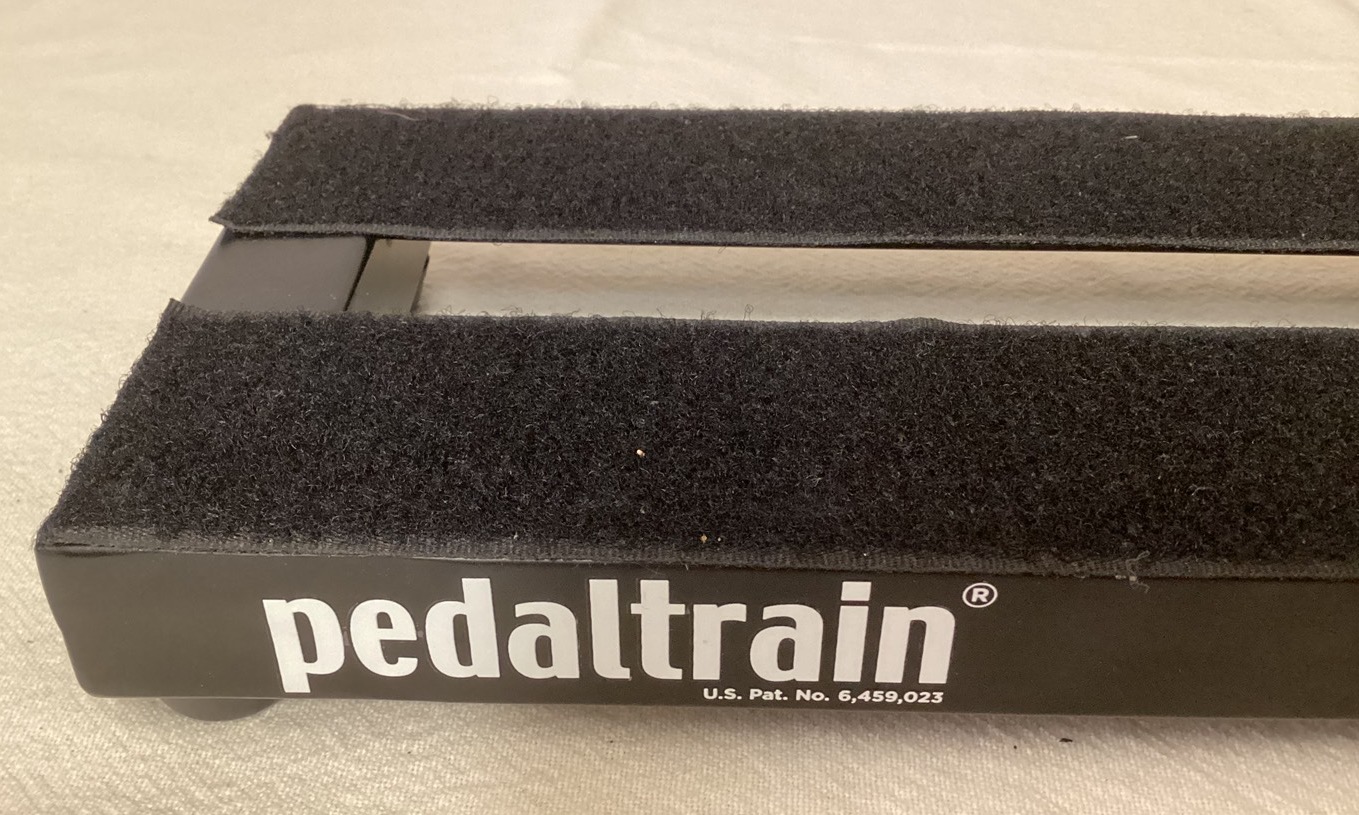 pedaltrain®
U.S. Pat. No. 6,459,023